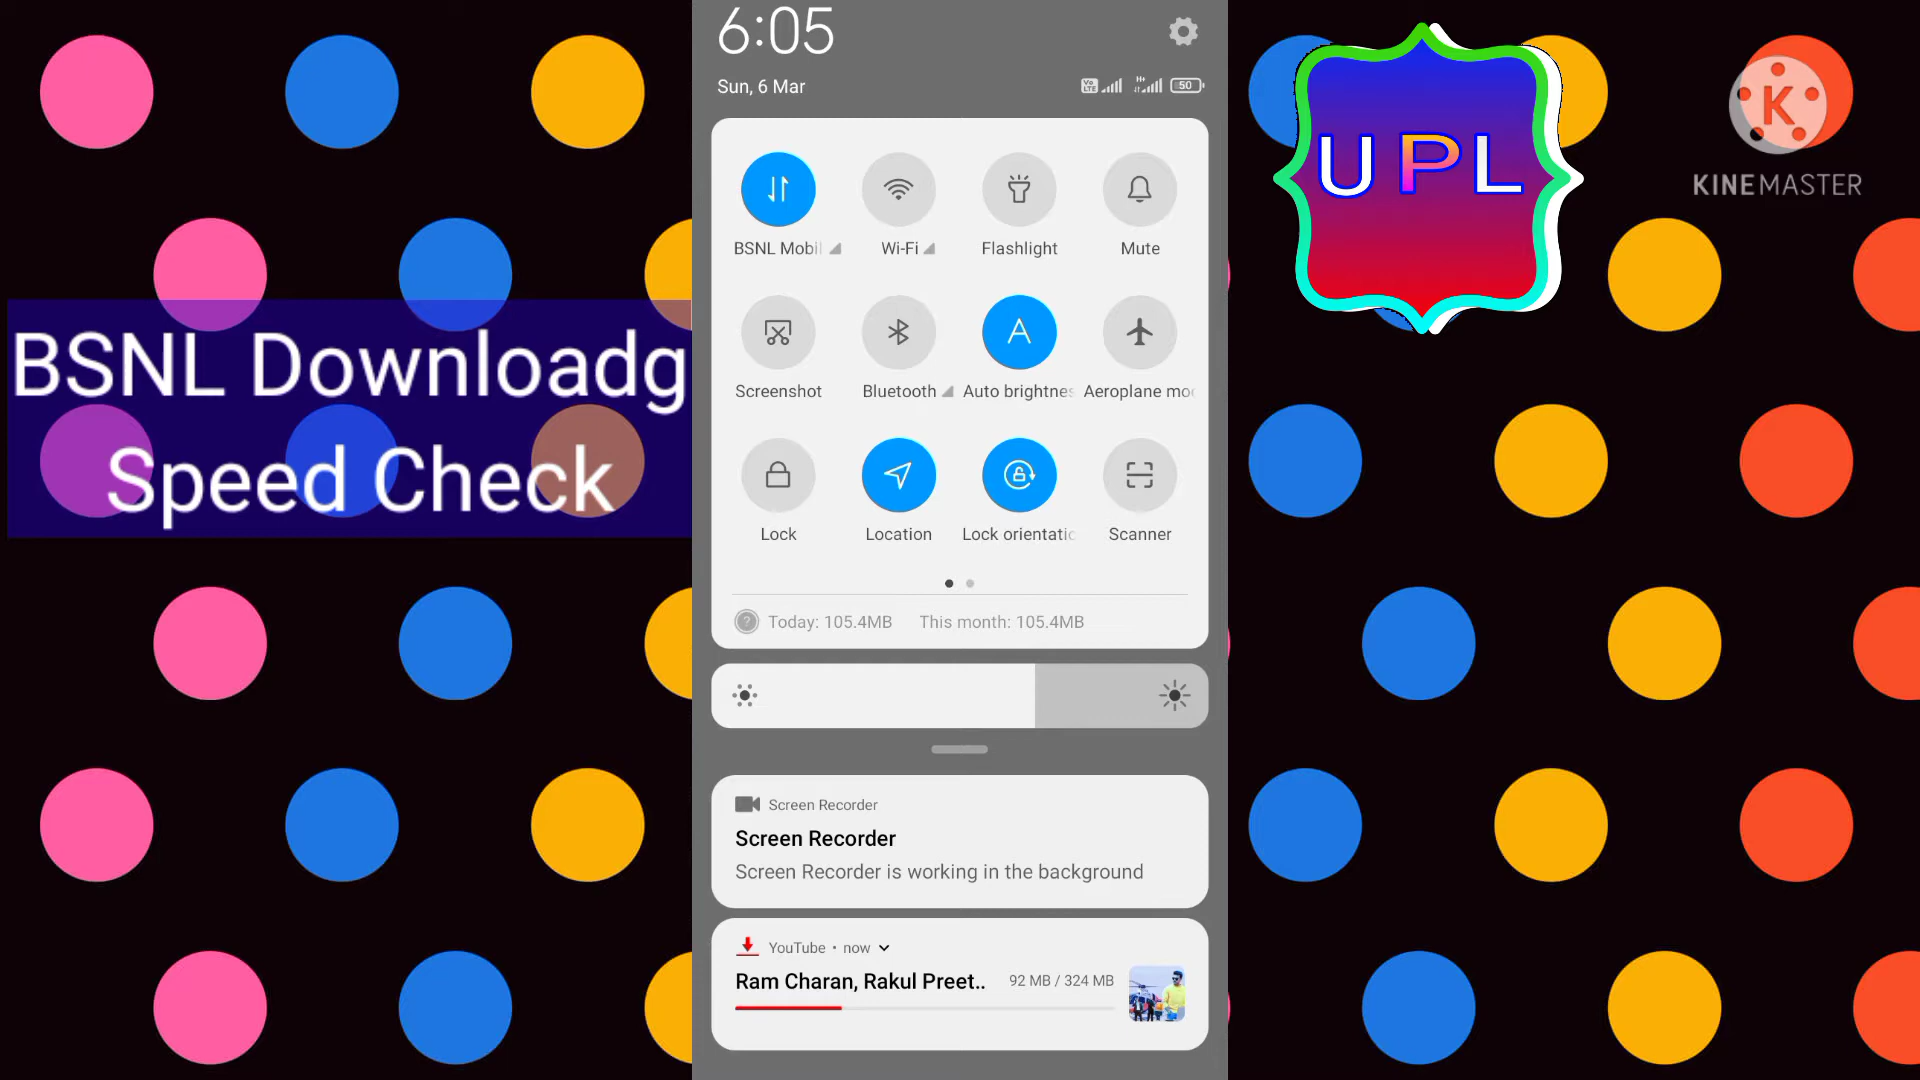 BSNL Downloadg
Speed Check
6:05
Sun, 6 Mar
Vo LTE
H+
50
BSNL Mobil
Wi-Fi
Flashlight
Mute
Screenshot
Bluetooth
Auto brightnes
Aeroplane mo
Lock
Location
Lock orientatic
Scanner
Today: 105.4MB This month: 105.4MB
Screen Recorder
Screen Recorder
Screen Recorder is working in the background
YouTube • now
Ram Charan, Rakul Preet.. 92 MB / 324 MB
UPL
K
KINEMASTER